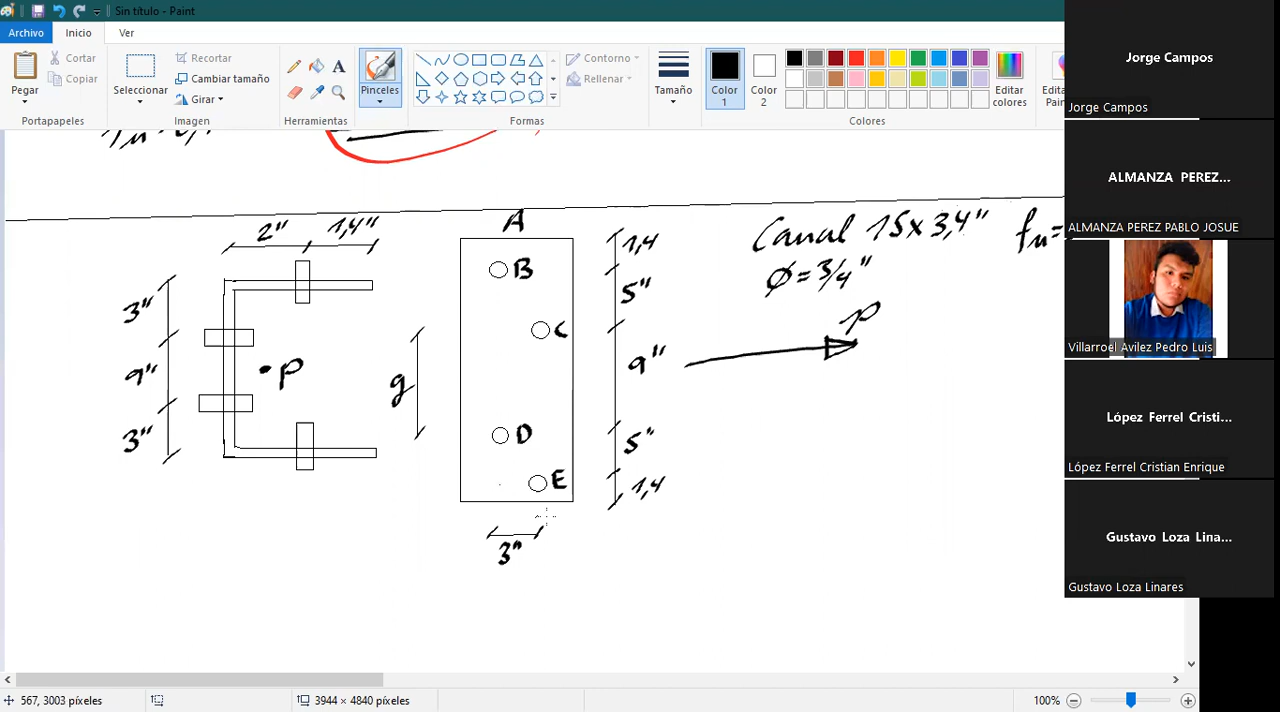 Sin título - Paint
Archivo Inicio Ver
Pegar
Cortar
Copiar
Portapapeles
Seleccionar
Recortar
Cambiar tamaño
Girar
Imagen
A
Herramientas
Pinceles
Contorno
Rellenar
Formas
Tamaño
Color 1
Color 2
Editar colores
Colores
A
2" 1,4"
3"
9"
3"
P
g
B
C
D
E
3"
1,4
5"
9"
5"
1,4
Canal 15x3,4" fu=
Ø=3/4"
P
Jorge Campos
Jorge Campos
ALMANZA PEREZ...
ALMANZA PEREZ PABLO JOSUE
Villarroel Avilez Pedro Luis
López Ferrel Cristi...
López Ferrel Cristian Enrique
Gustavo Loza Lina...
Gustavo Loza Linares
567, 3003 píxeles
3944 × 4840 píxeles
100%